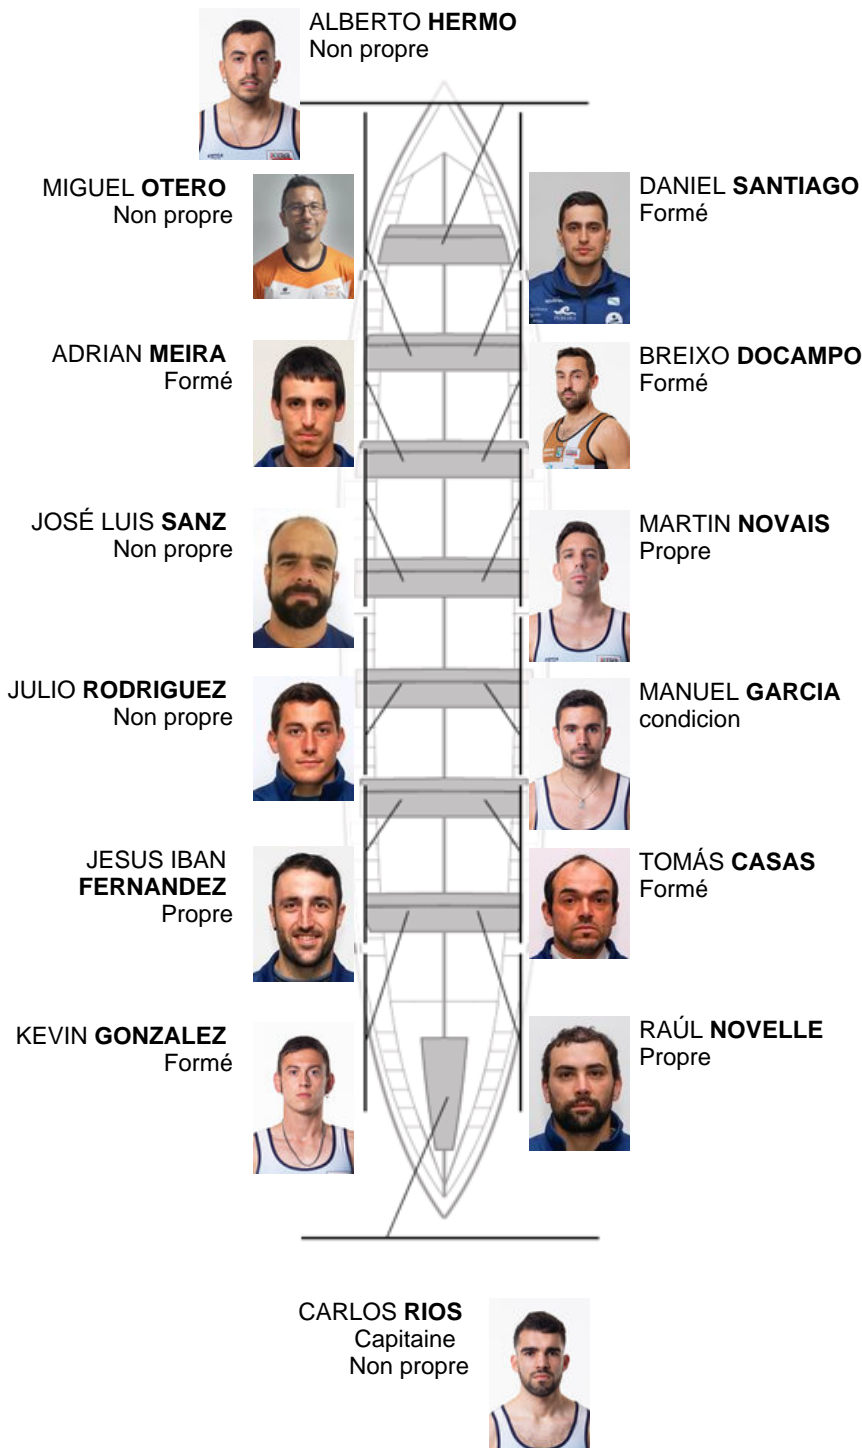 ALBERTO HERMO
Non propre
MIGUEL OTERO
Non propre
DANIEL SANTIAGO
Formé
ADRIAN MEIRA
Formé
BREIXO DOCAMPO
Formé
JOSÉ LUIS SANZ
Non propre
MARTIN NOVAIS
Propre
JULIO RODRIGUEZ
Non propre
MANUEL GARCIA
condicion
JESUS IBAN
FERNANDEZ
Propre
TOMÁS CASAS
Formé
KEVIN GONZALEZ
Formé
RAÚL NOVELLE
Propre
CARLOS RIOS
Capitaine
Non propre